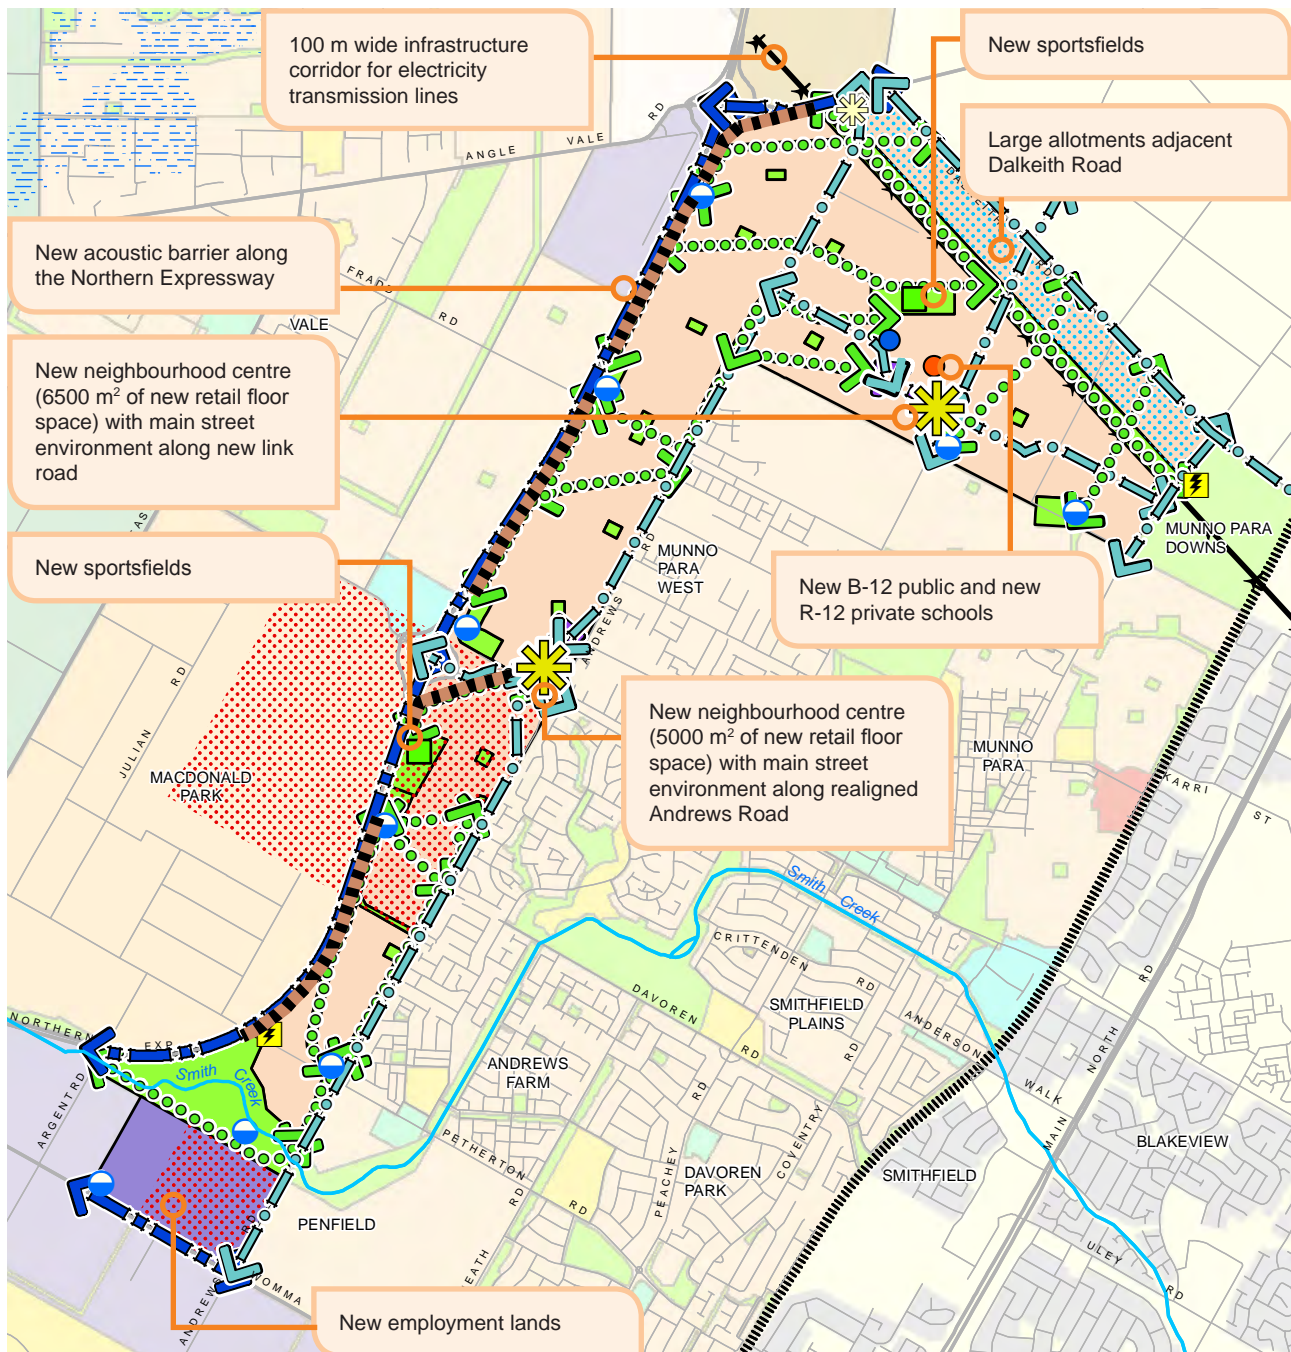 100 m wide infrastructure
corridor for electricity
transmission lines
New sportsfields
Large allotments adjacent
Dalkeith Road
ANGLE VALE RD
DALKEITH RD
New acoustic barrier along
the Northern Expressway
FRADD RD
VALE
New neighbourhood centre
(6500 m² of new retail floor
space) with main street
environment along new link
road
New sportsfields
MUNNO
PARA
WEST
MUNNO PARA
DOWNS
New B-12 public and new
R-12 private schools
ANDREWS RD
New neighbourhood centre
(5000 m² of new retail floor
space) with main street
environment along realigned
Andrews Road
JULIAN RD
MACDONALD
PARK
MUNNO
PARA
KARRI ST
Smith Creek
CRITTENDEN RD
DAVOREN RD
SMITHFIELD
PLAINS
ANDERSON WALK
NORTHERN EXP
Smith Creek
ANDREWS
FARM
ARGENT RD
PETHERTON RD
PEACHEY RD
COVENTRY RD
MAIN NORTH RD
BLAKEVIEW
DAVOREN
PARK
SMITHFIELD
PENFIELD
ULEY RD
ANDREWS RD
WOMMA
EATH
New employment lands